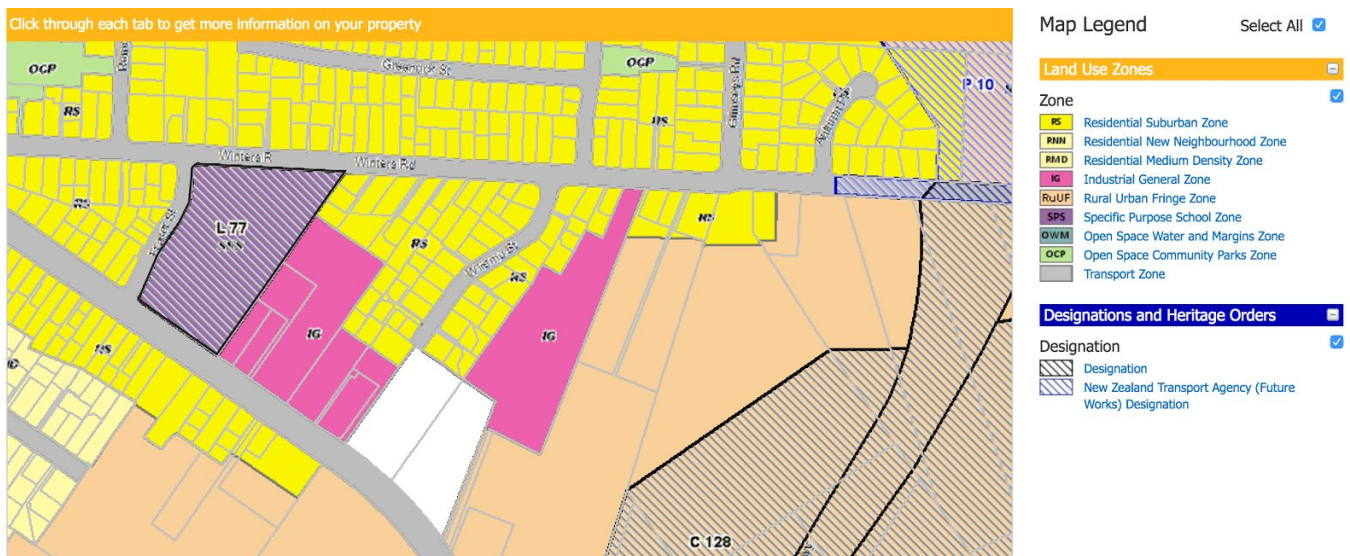 Click through each tab to get more information on your property
Map Legend
Select All
Land Use Zones
Zone
RS Residential Suburban Zone
RNN Residential New Neighbourhood Zone
RMD Residential Medium Density Zone
IG Industrial General Zone
RuUF Rural Urban Fringe Zone
SPS Specific Purpose School Zone
OWM Open Space Water and Margins Zone
OCP Open Space Community Parks Zone
Transport Zone
Designations and Heritage Orders
Designation
Designation
New Zealand Transport Agency (Future
Works) Designation
OCP
Greenock St
OCP
P 10
RS
RS
Winters R
Winters Rd
RS
L 77
RS
RS
RS
IG
IG
RS
C 128